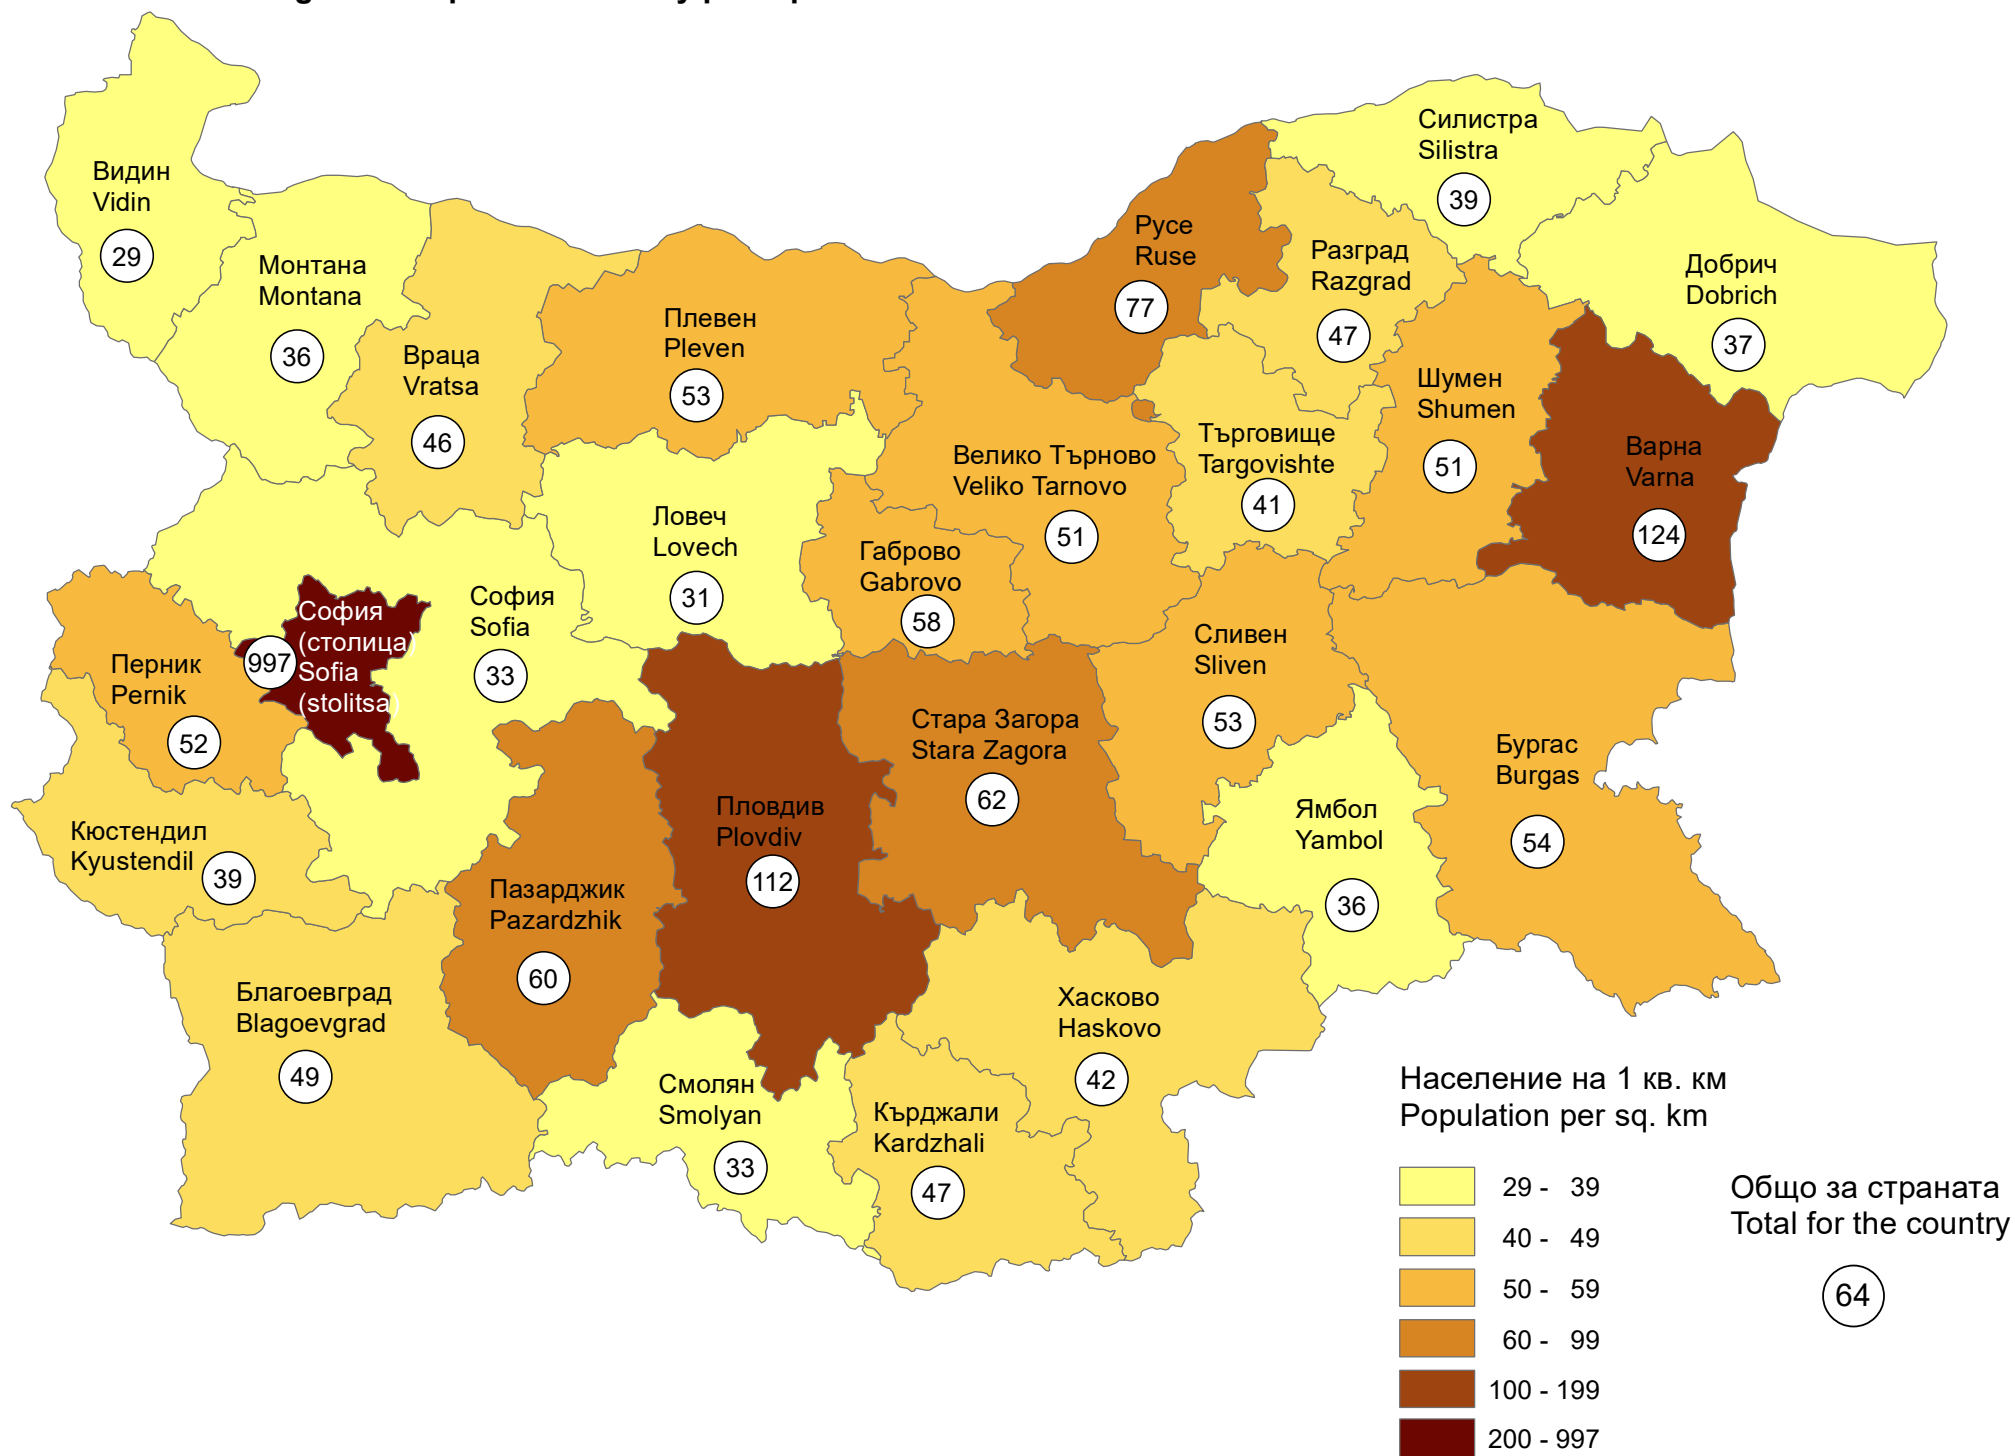 Видин
Vidin
29
Монтана
Montana
36
Враца
Vratsa
46
Плевен
Pleven
53
Русе
Ruse
77
Силистра
Silistra
39
Разград
Razgrad
47
Добрич
Dobrich
37
Шумен
Shumen
51
Варна
Varna
124
Търговище
Targovishte
41
Велико Търново
Veliko Tarnovo
51
Ловеч
Lovech
31
Габрово
Gabrovo
58
София
(столица)
Sofia
(stolitsa)
997
София
Sofia
33
Перник
Pernik
52
Кюстендил
Kyustendil
39
Сливен
Sliven
53
Стара Загора
Stara Zagora
62
Пловдив
Plovdiv
112
Пазарджик
Pazardzhik
60
Ямбол
Yambol
36
Бургас
Burgas
54
Благоевград
Blagoevgrad
49
Смолян
Smolyan
33
Хасково
Haskovo
42
Кърджали
Kardzhali
47
Население на 1 кв. км
Population per sq. km
29 - 39
40 - 49
50 - 59
60 - 99
100 - 199
200 - 997
Общо за страната
Total for the country
64